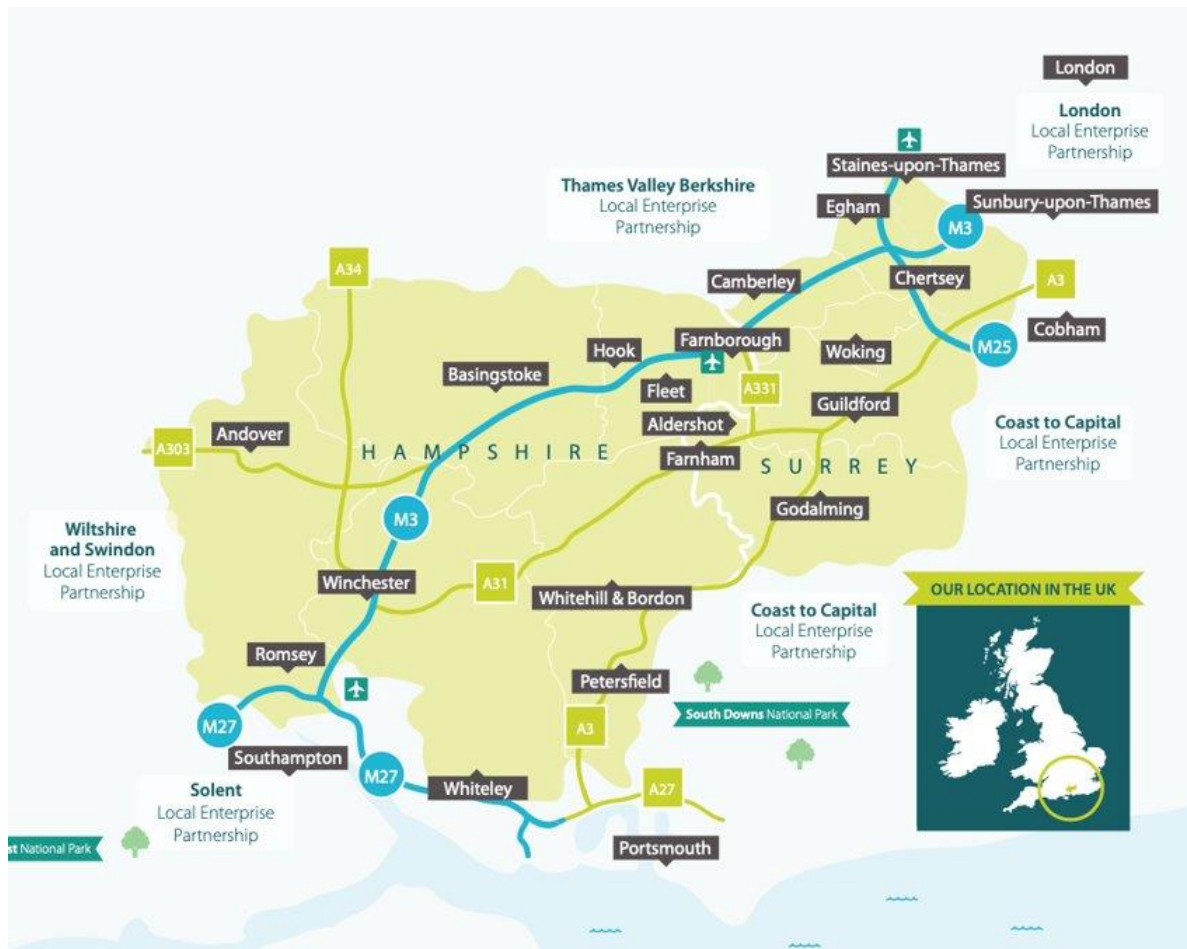 London
London
Local Enterprise
Partnership
Staines-upon-Thames
Thames Valley Berkshire
Local Enterprise
Partnership
Egham
Sunbury-upon-Thames
M3
A34
Camberley
Chertsey
A3
Cobham
Farnborough
Hook
Woking
M25
Basingstoke
Fleet
A331
Guildford
Aldershot
Andover
A303
HAMPSHIRE
Farnham
SURREY
Coast to Capital
Local Enterprise
Partnership
Godalming
M3
Wiltshire
and Swindon
Local Enterprise
Partnership
Winchester
A31
Whitehill & Bordon
OUR LOCATION IN THE UK
Coast to Capital
Local Enterprise
Partnership
Romsey
Petersfield
South Downs National Park
M27
A3
Southampton
M27
Whiteley
A27
Solent
Local Enterprise
Partnership
st National Park
Portsmouth